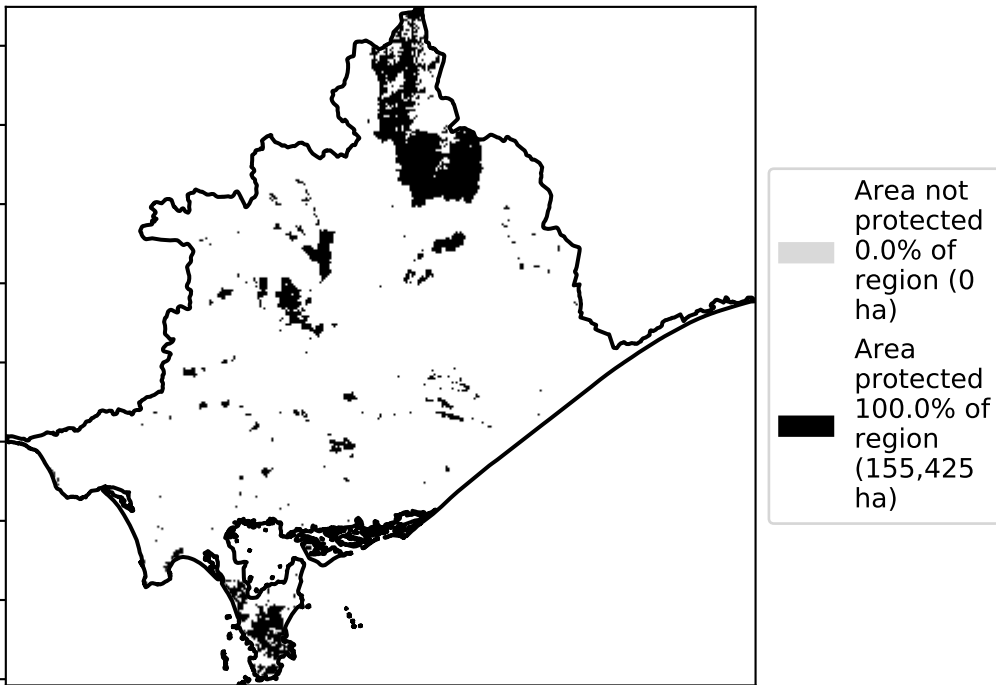 Area not
protected
0.0% of
region (0
ha)
Area
protected
100.0% of
region
(155,425
ha)